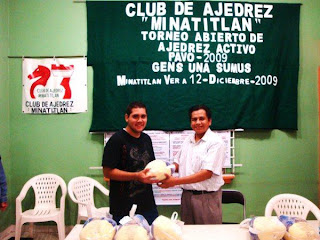 CLUB DE AJEDREZ
"MINATITLAN"
TORNEO ABIERTO DE
AJEDREZ ACTIVO
PAVO-2009
GENS UNA SUMUS
MINATITLAN VER A 12-DICIEMBRE-2009
CLUB DE AJEDREZ
MINATITLAN